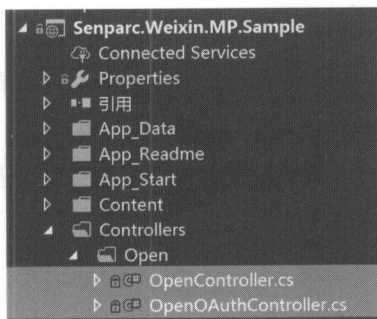 Senparc.Weixin.MP.Sample
Connected Services
Properties
引用
App_Data
App_Readme
App_Start
Content
Controllers
Open
OpenController.cs
OpenOAuthController.cs